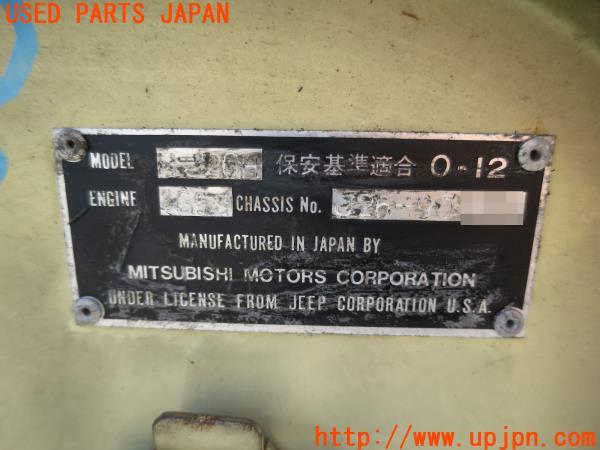 USED PARTS JAPAN
MODEL 保安基準適合 O-12
ENGINE CHASSIS No.
MANUFACTURED IN JAPAN BY
MITSUBISHI MOTORS CORPORATION
UNDER LICENSE FROM JEEP CORPORATION U.S.A.
http://www.upjpn.com/